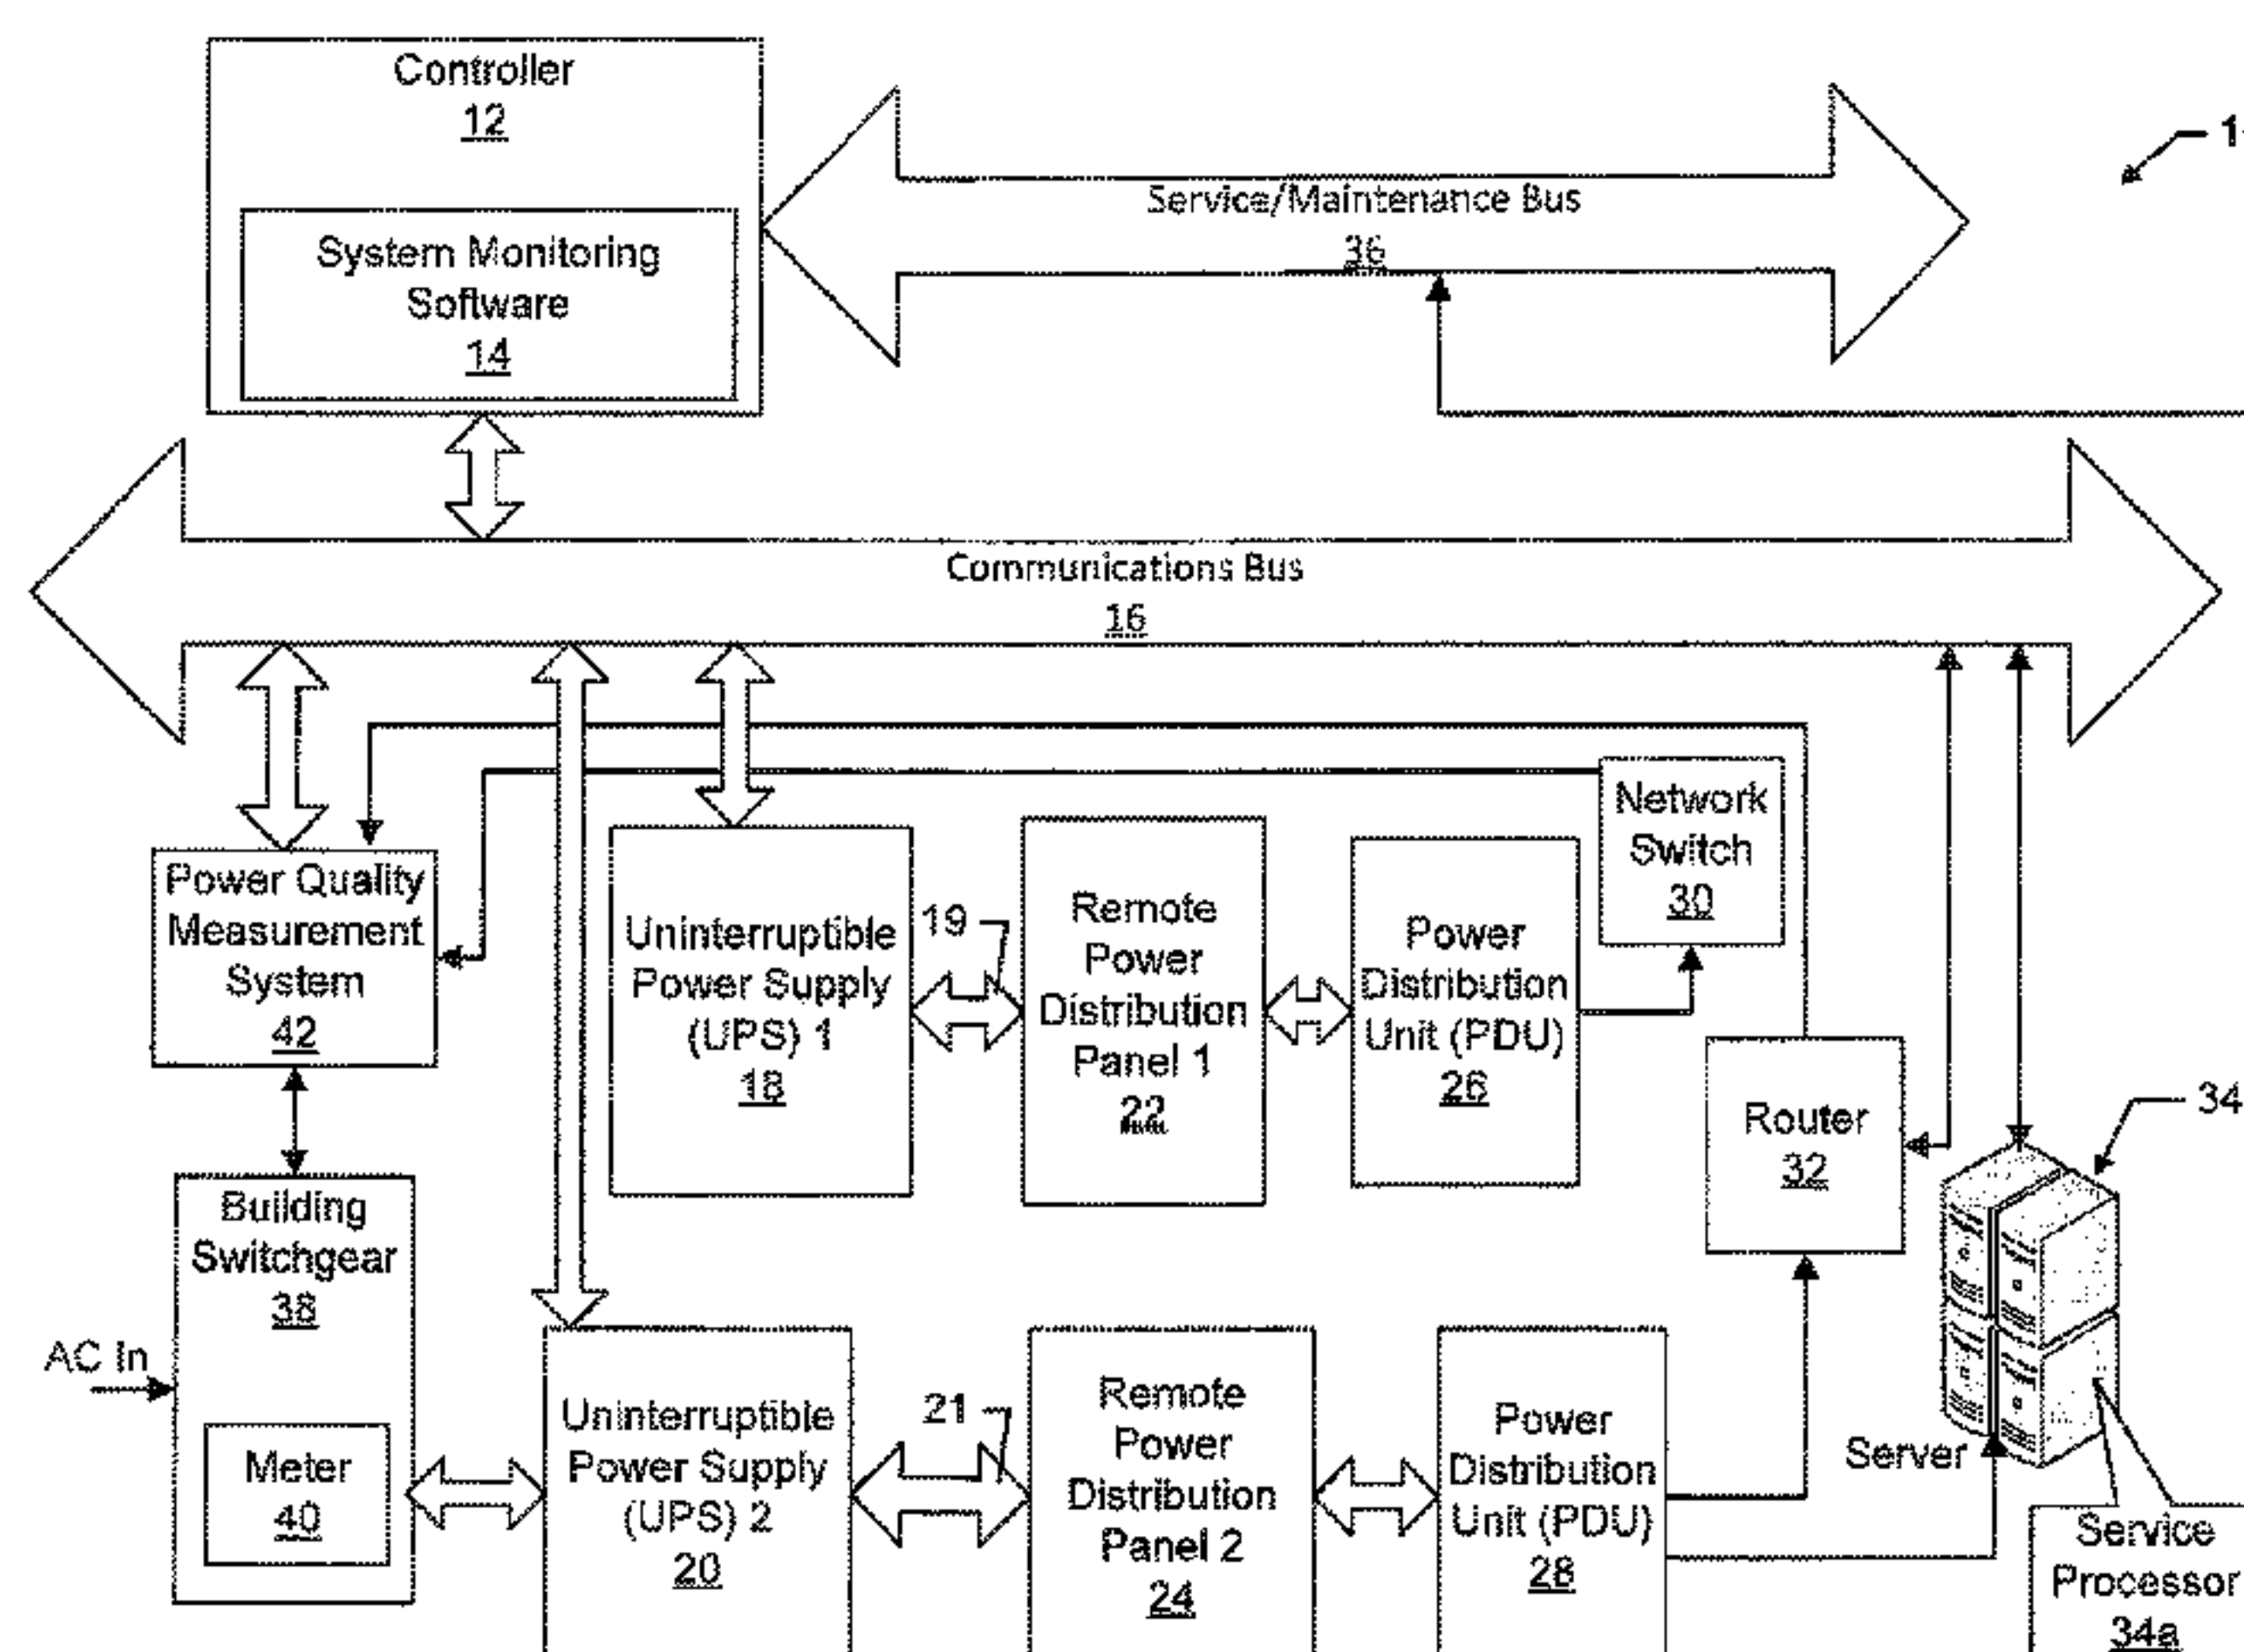 Controller
12
System Monitoring
Software
14
Service/Maintenance Bus
36
Communications Bus
16
Power Quality
Measurement
System
42
Uninterruptible
Power Supply
(UPS) 1
18
19
Remote
Power
Distribution
Panel 1
22
Power
Distribution
Unit (PDU)
26
Network
Switch
30
Router
32
34
Building
Switchgear
38
AC In
Meter
40
Uninterruptible
Power Supply
(UPS) 2
20
21
Remote
Power
Distribution
Panel 2
24
Power
Distribution
Unit (PDU)
28
Server
Service
Processor
34a